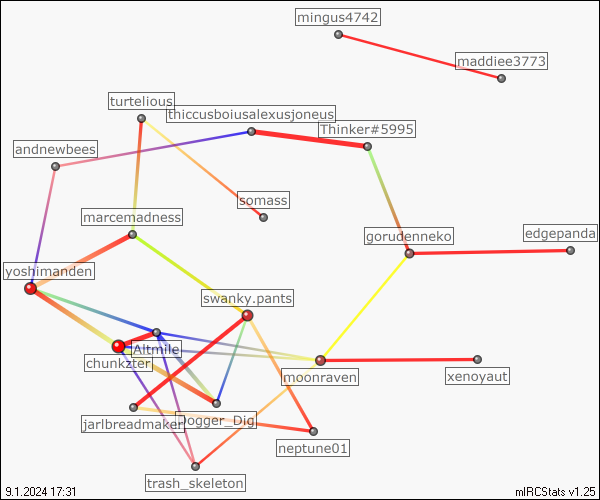 mingus4742
maddiee3773
turtelious
thiccusboiusalexusjoneus
Thinker#5995
andnewbees
somass
marcemadness
gorudenneko
edgepanda
yoshimanden
swanky.pants
Altmile
chunkzter
moonraven
xenoyaut
jarlbreadmaker
Dogger_Dig
neptune01
trash_skeleton
9.1.2024 17:31
mIRCStats v1.25